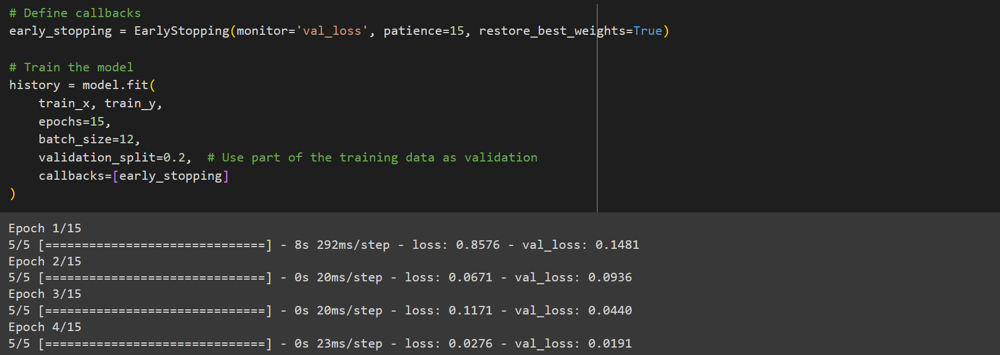 # Define callbacks
early_stopping = EarlyStopping(monitor='val_loss', patience=15, restore_best_weights=True)
# Train the model
history = model.fit(
    train_x, train_y,
    epochs=15,
    batch_size=12,
    validation_split=0.2,  # Use part of the training data as validation
    callbacks=[early_stopping]
)
Epoch 1/15
5/5 [==============================] - 8s 292ms/step - loss: 0.8576 - val_loss: 0.1481
Epoch 2/15
5/5 [==============================] - 0s 20ms/step - loss: 0.0671 - val_loss: 0.0936
Epoch 3/15
5/5 [==============================] - 0s 20ms/step - loss: 0.1171 - val_loss: 0.0440
Epoch 4/15
5/5 [==============================] - 0s 23ms/step - loss: 0.0276 - val_loss: 0.0191